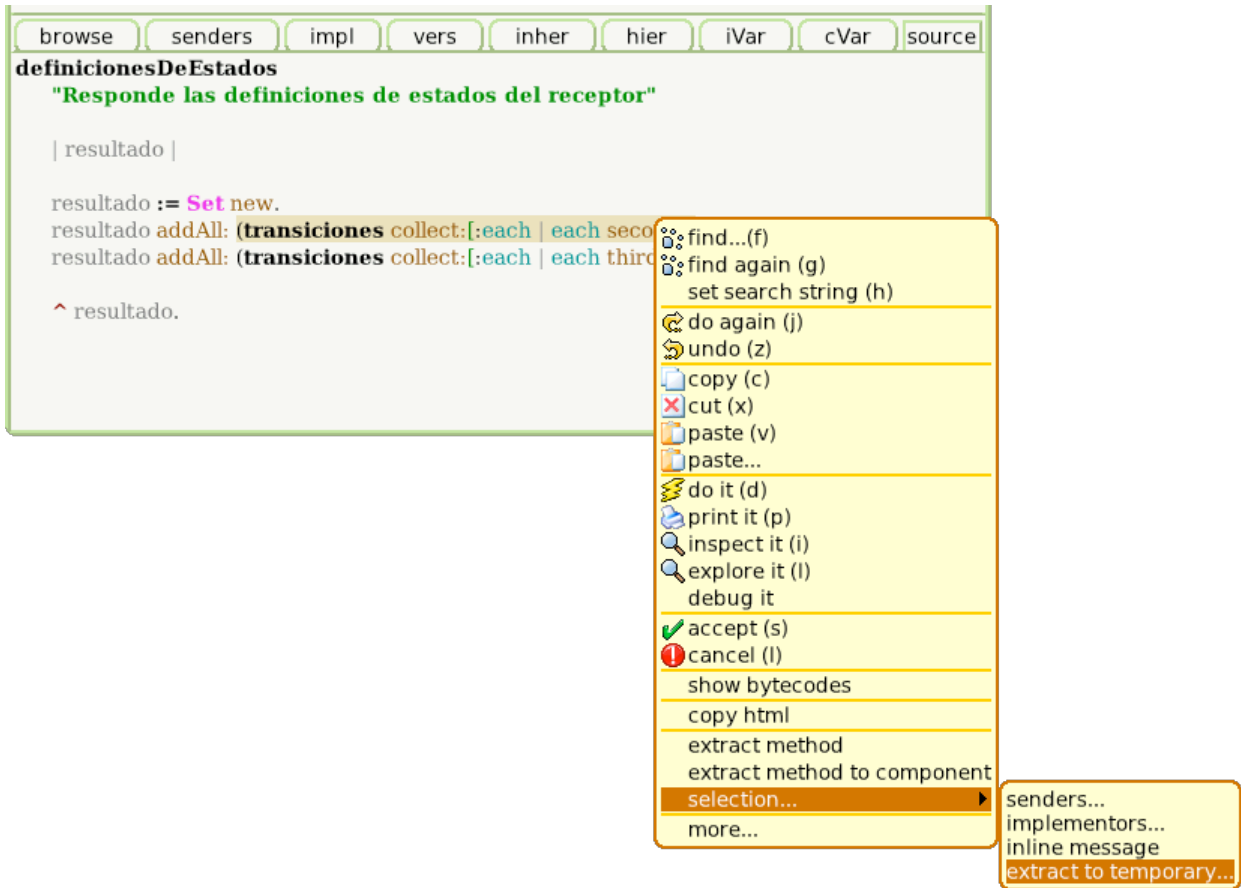 browse senders impl vers inher hier iVar cVar source
definicionesDeEstados
"Responde las definiciones de estados del receptor"
| resultado |
resultado := Set new.
resultado addAll: (transiciones collect:[:each | each seco
resultado addAll: (transiciones collect:[:each | each third
^ resultado.
find...(f)
find again (g)
set search string (h)
do again (j)
undo (z)
copy (c)
cut (x)
paste (v)
paste...
do it (d)
print it (p)
inspect it (i)
explore it (I)
debug it
accept (s)
cancel (l)
show bytecodes
copy html
extract method
extract method to component
selection...
more...
senders...
implementors...
inline message
extract to temporary...